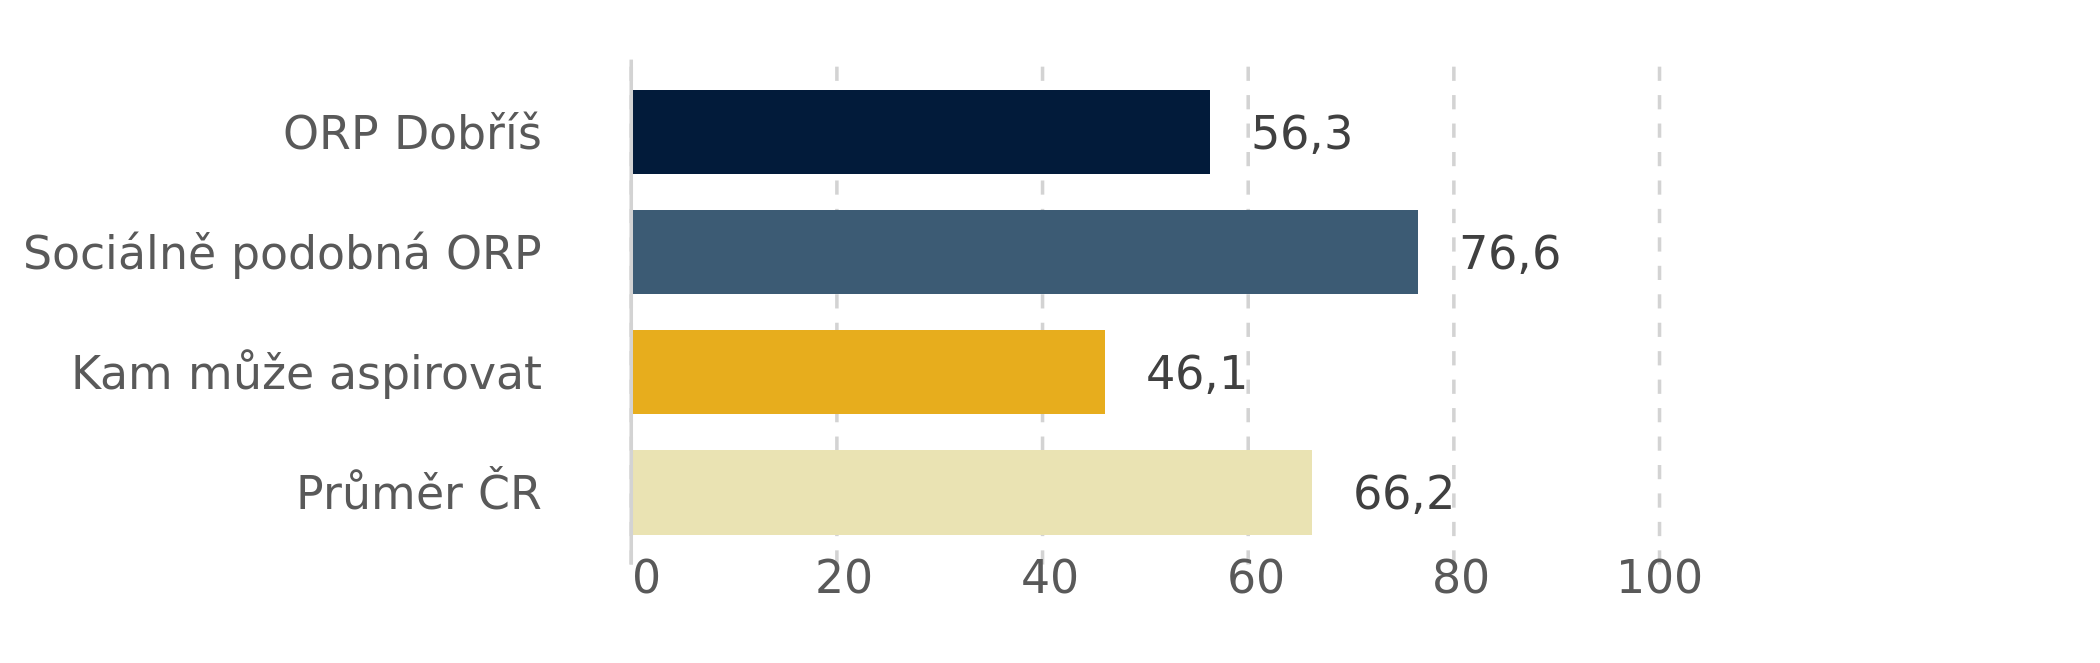 ORP Dobříš 56,3
Sociálně podobná ORP 76,6
Kam může aspirovat 46,1
Průměr ČR 66,2
0 20 40 60 80 100